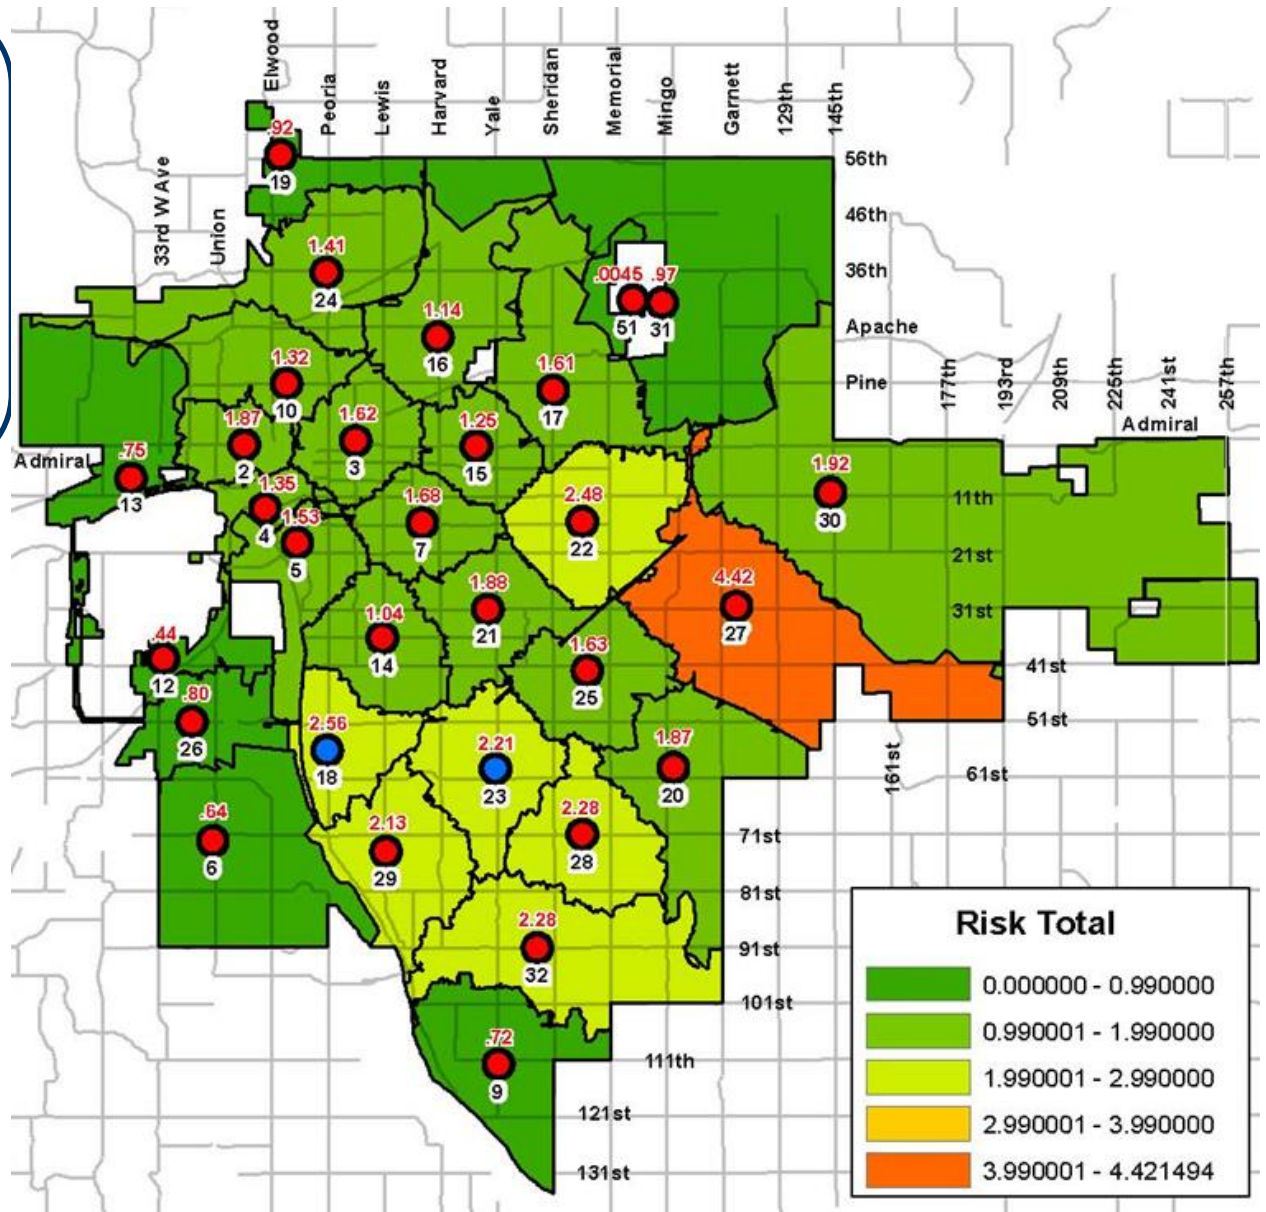 Elwood
Peoria
Lewis
Harvard
Yale
Sheridan
Memorial
Mingo
Garnett
129th
145th
33rd W Ave
Union
56th
46th
36th
Apache
Pine
177th
193rd
209th
225th
241st
257th
Admiral
Admiral
11th
21st
31st
41st
51st
161st
61st
71st
81st
91st
101st
111th
121st
131st
.92
19
1.41
24
.0045
51
.97
31
1.14
16
1.32
10
1.61
17
1.87
2
1.62
3
1.25
15
.75
13
1.35
4
1.53
5
1.68
7
2.48
22
1.92
30
4.42
27
1.88
21
1.04
14
.44
12
1.63
25
.80
26
2.56
18
2.21
23
1.87
20
.64
6
2.13
29
2.28
28
2.28
32
.72
9
Risk Total
0.000000 - 0.990000
0.990001 - 1.990000
1.990001 - 2.990000
2.990001 - 3.990000
3.990001 - 4.421494